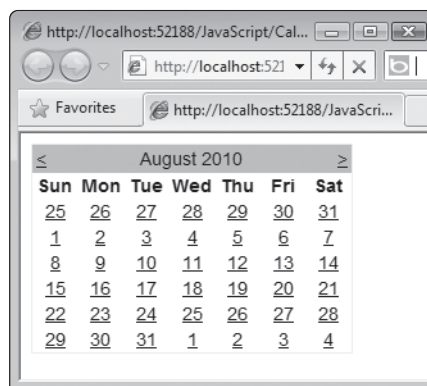 http://localhost:52188/JavaScript/Cal...
http://localhost:521
Favorites
http://localhost:52188/JavaScri...
< August 2010 >
Sun Mon Tue Wed Thu Fri Sat
25 26 27 28 29 30 31
1 2 3 4 5 6 7
8 9 10 11 12 13 14
15 16 17 18 19 20 21
22 23 24 25 26 27 28
29 30 31 1 2 3 4